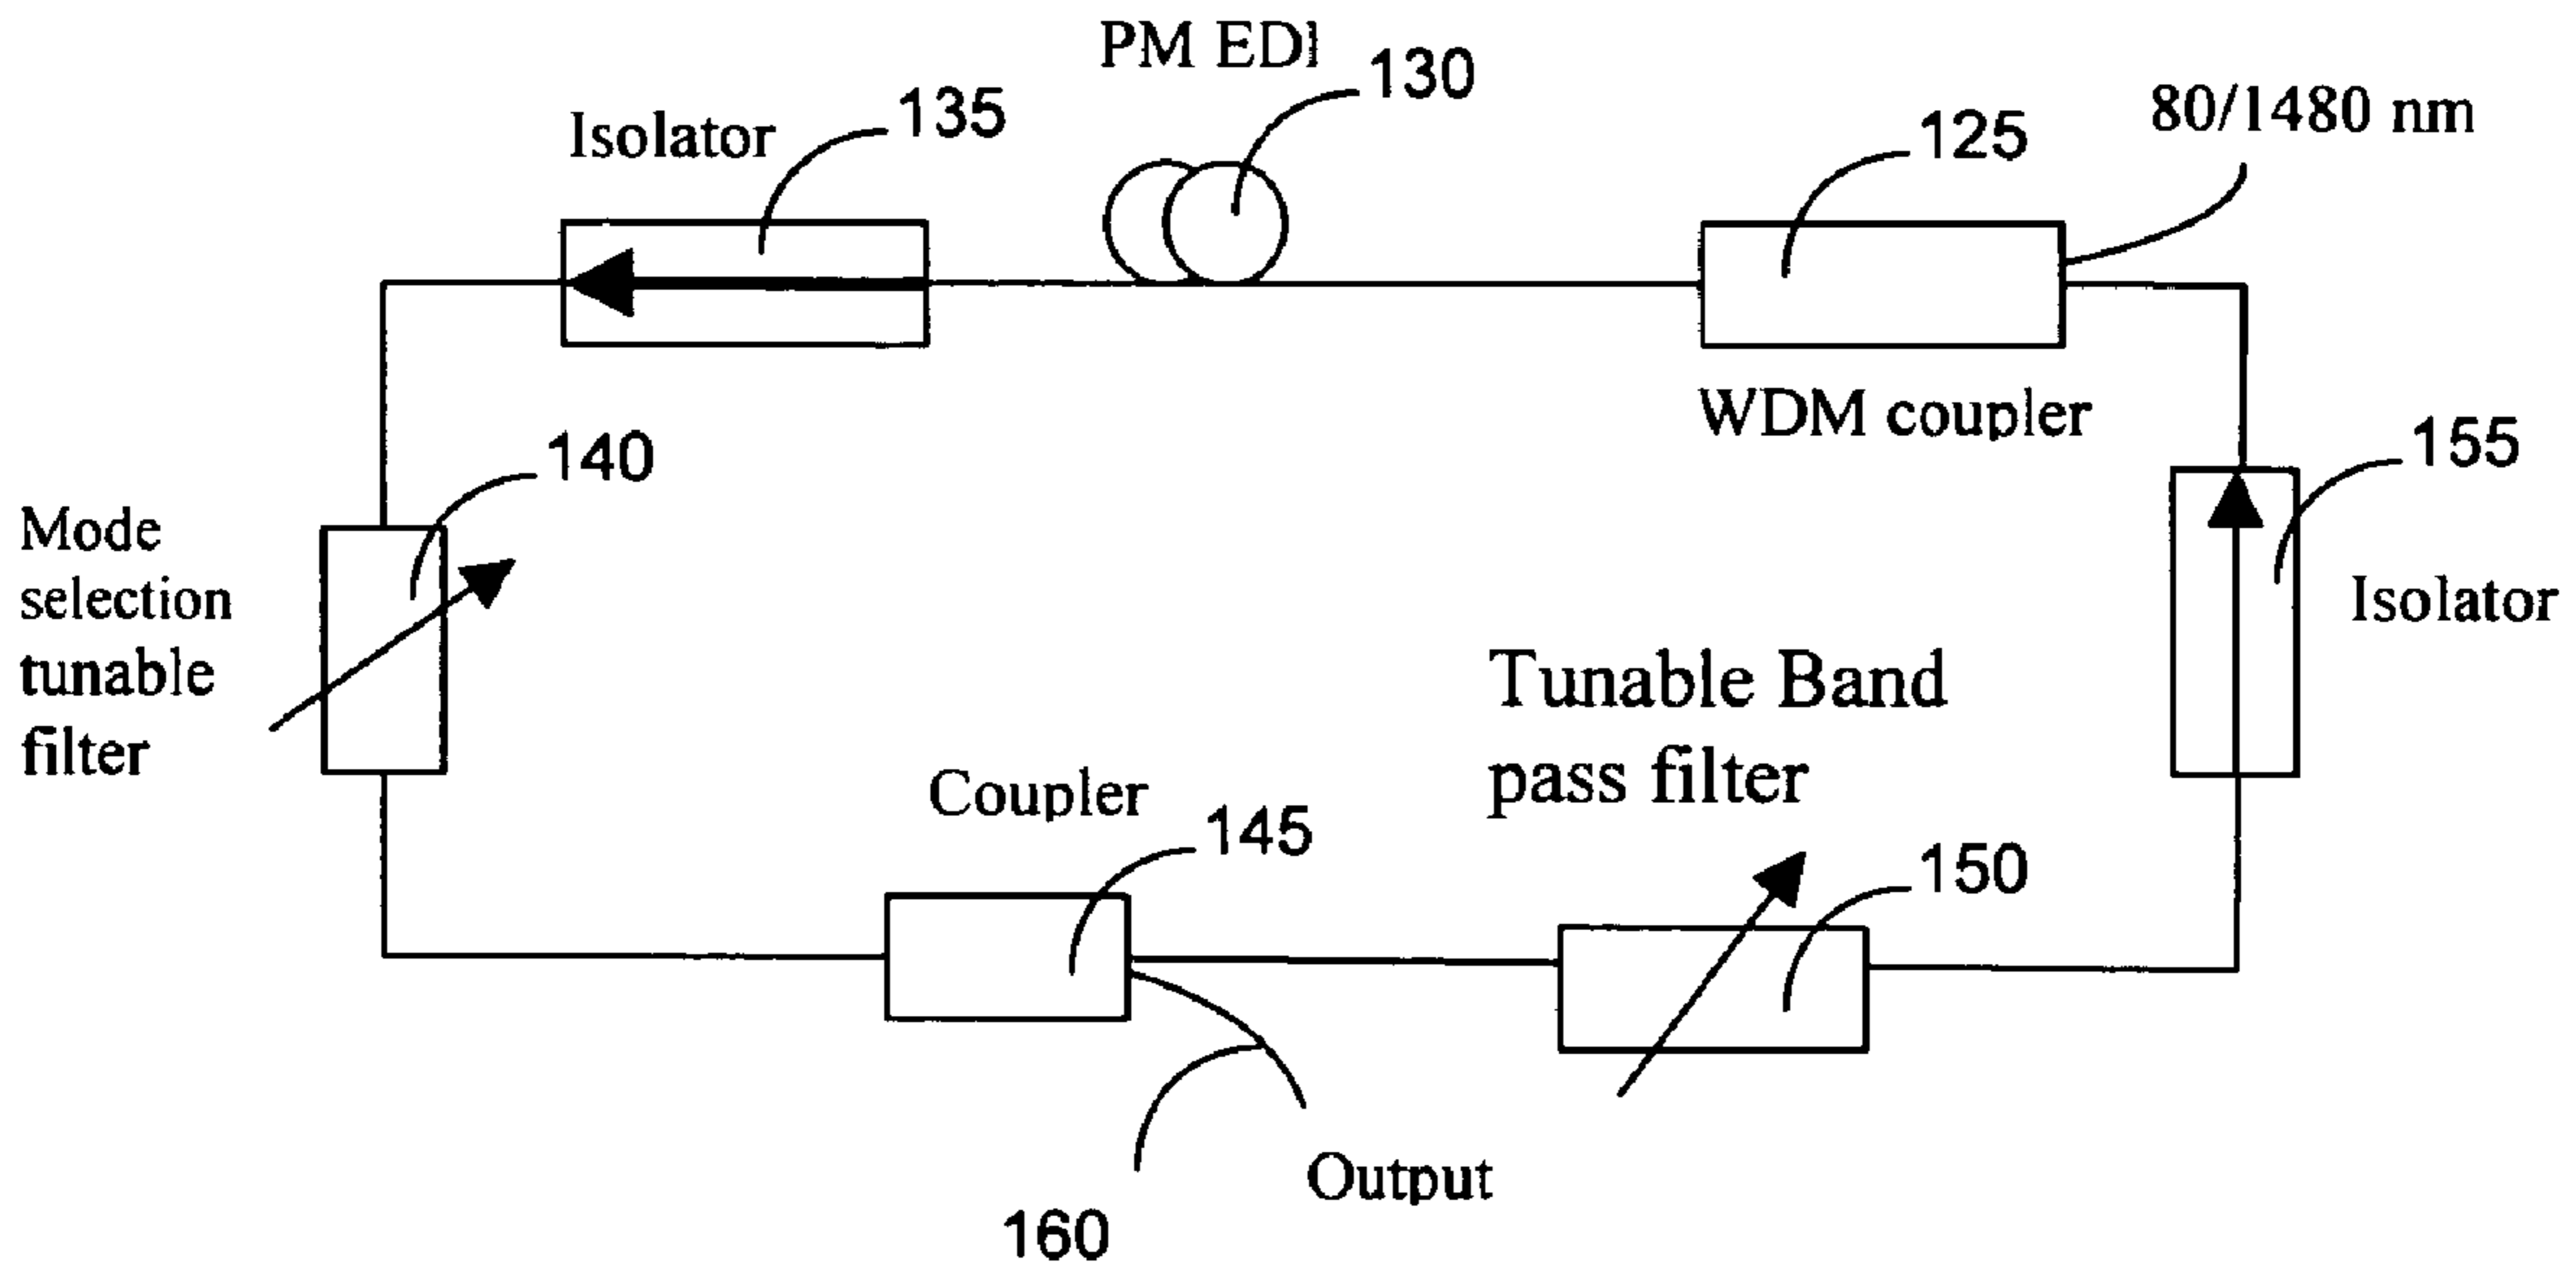 PM EDI
130
Isolator
135
125
80/1480 nm
WDM coupler
155
Isolator
140
Mode
selection
tunable
filter
Tunable Band
pass filter
150
Coupler
145
Output
160